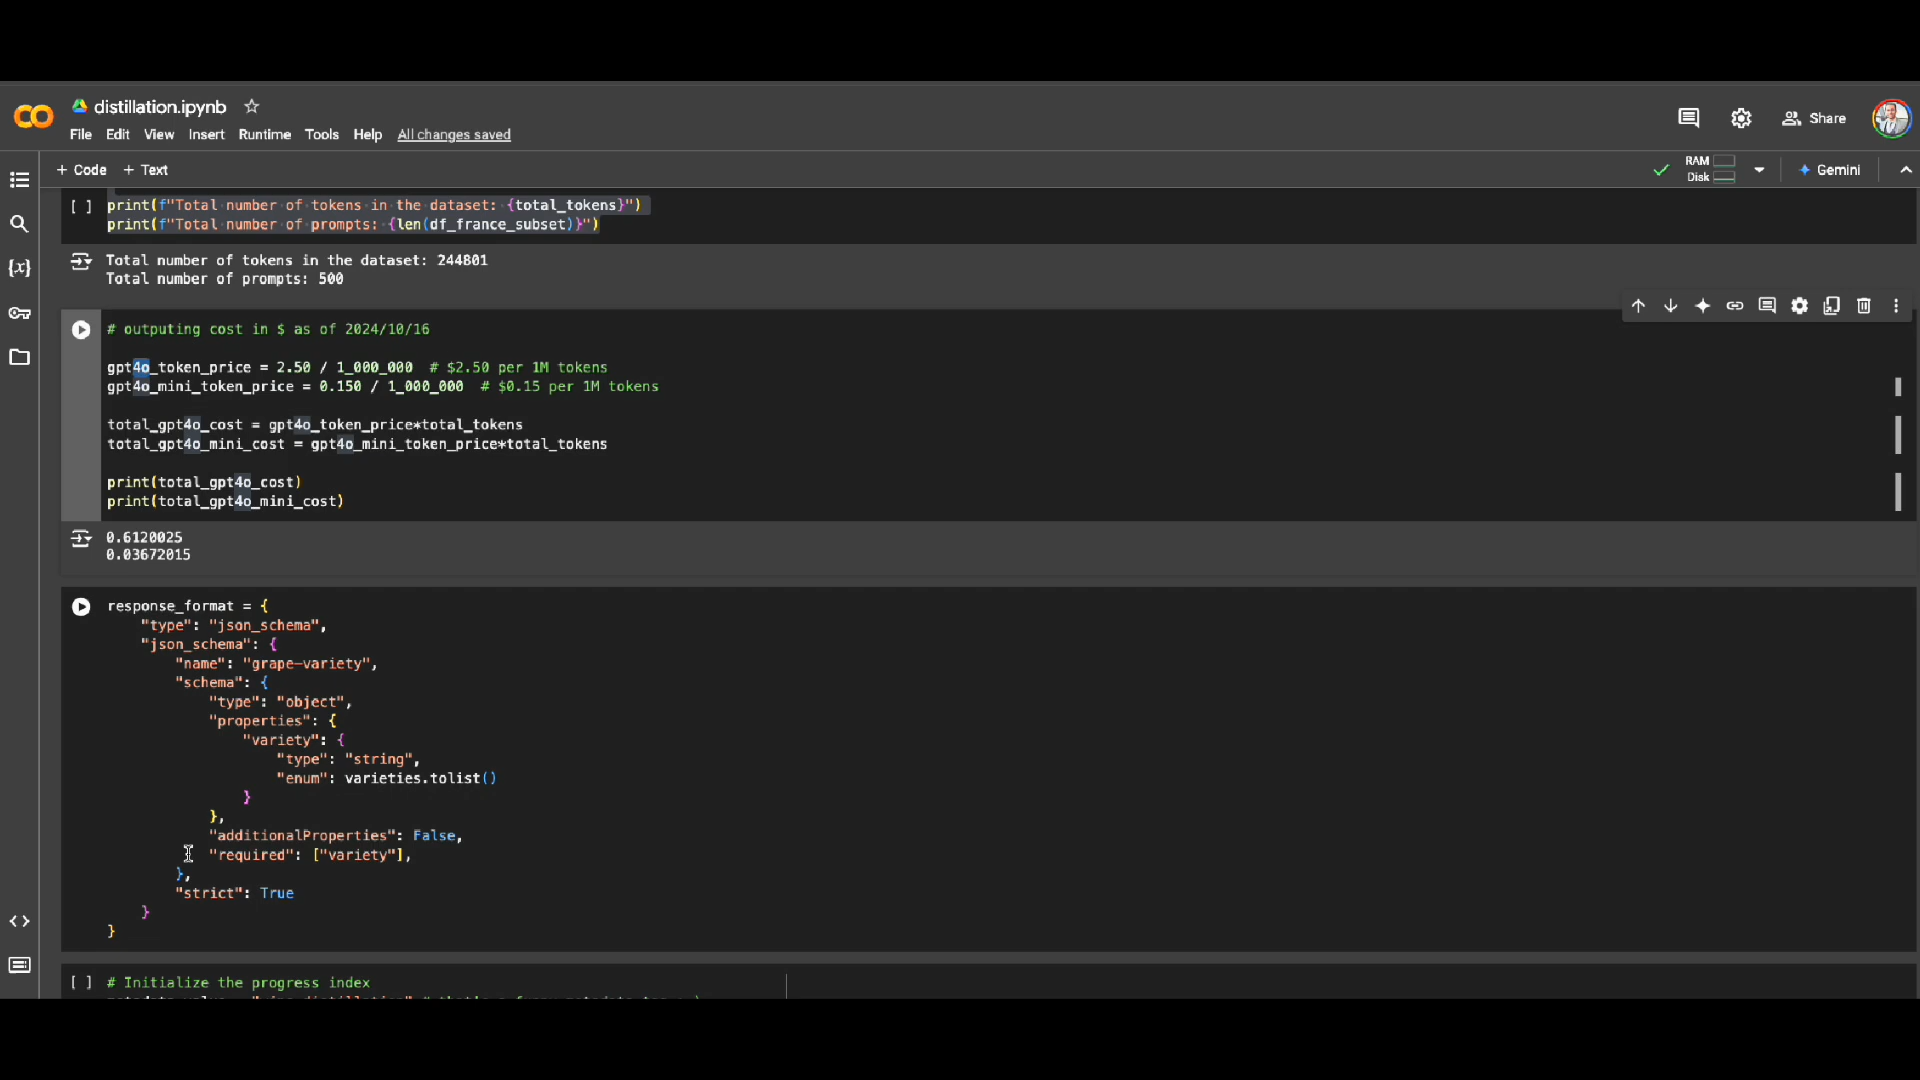 distillation.ipynb
File Edit View Insert Runtime Tools Help All changes saved
Share
+ Code + Text
RAM
Disk
Gemini
[ ] print(f"Total number of tokens in the dataset: {total_tokens}")
print(f"Total number of prompts: {len(df_france_subset)}")
Total number of tokens in the dataset: 244801
Total number of prompts: 500
# outputing cost in $ as of 2024/10/16
gpt4o_token_price = 2.50 / 1_000_000 # $2.50 per 1M tokens
gpt4o_mini_token_price = 0.150 / 1_000_000 # $0.15 per 1M tokens
total_gpt4o_cost = gpt4o_token_price*total_tokens
total_gpt4o_mini_cost = gpt4o_mini_token_price*total_tokens
print(total_gpt4o_cost)
print(total_gpt4o_mini_cost)
0.6120025
0.03672015
response_format = {
"type": "json_schema",
"json_schema": {
"name": "grape-variety",
"schema": {
"type": "object",
"properties": {
"variety": {
"type": "string",
"enum": varieties.tolist()
}
},
"additionalProperties": False,
"required": ["variety"],
},
"strict": True
}
}
[ ] # Initialize the progress index